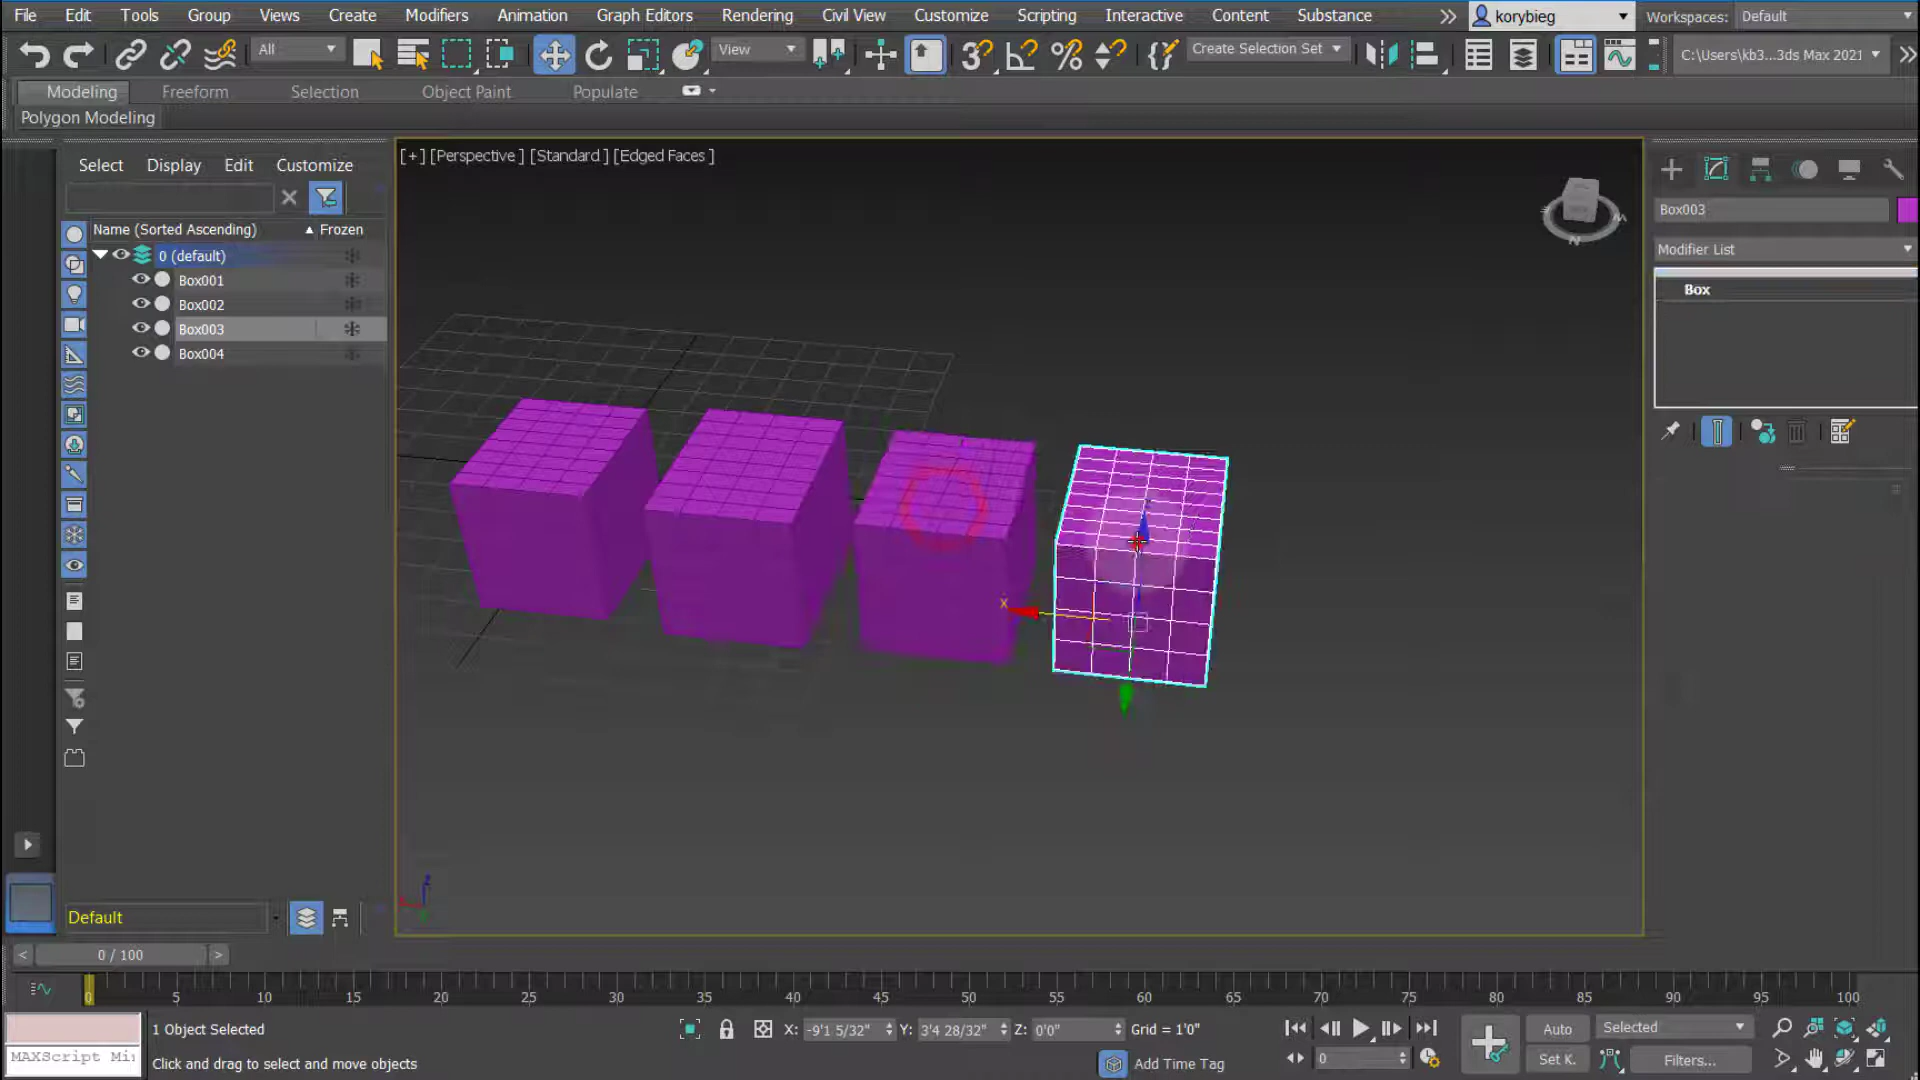 File Edit Tools Group Views Create Modifiers Animation Graph Editors Rendering Civil View Customize Scripting Interactive Content Substance korybieg Workspaces: Default
All View Create Selection Set C:\Users\kb3...3ds Max 2021
Modeling Freeform Selection Object Paint Populate
Polygon Modeling
Select Display Edit Customize
[+] [Perspective] [Standard] [Edged Faces]
Name (Sorted Ascending) Frozen
0 (default)
Box001
Box002
Box003
Box004
Box003
Modifier List
Box
x
N
z
Default
< 0 / 100 >
0 5 10 15 20 25 30 35 40 45 50 55 60 65 70 75 80 85 90 95 100
1 Object Selected X: -9'1 5/32" Y: 3'4 28/32" Z: 0'0" Grid = 1'0" Auto Selected
MAXScript Mi
Click and drag to select and move objects Add Time Tag 0 Set K. Filters...